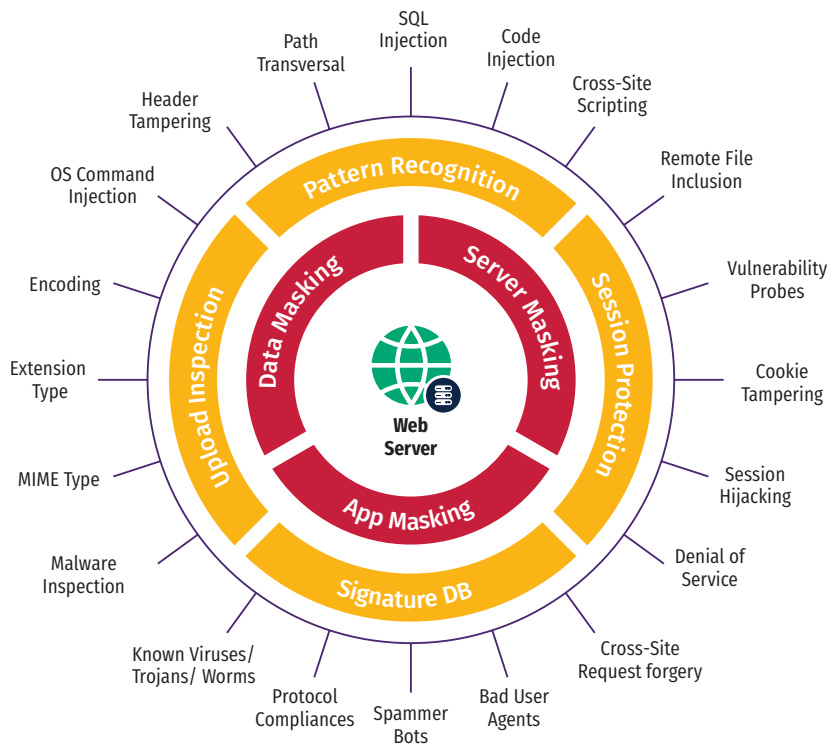 SQL
Injection
Code
Injection
Cross-Site
Scripting
Remote File
Inclusion
Vulnerability
Probes
Cookie
Tampering
Session
Hijacking
Denial of
Service
Cross-Site
Request forgery
Bad User
Agents
Spammer
Bots
Protocol
Compliances
Known Viruses/
Trojans/ Worms
Malware
Inspection
MIME Type
Extension
Type
Encoding
OS Command
Injection
Header
Tampering
Path
Transversal
Pattern Recognition
Session Protection
Signature DB
Upload Inspection
Data Masking
Server Masking
App Masking
Web
Server